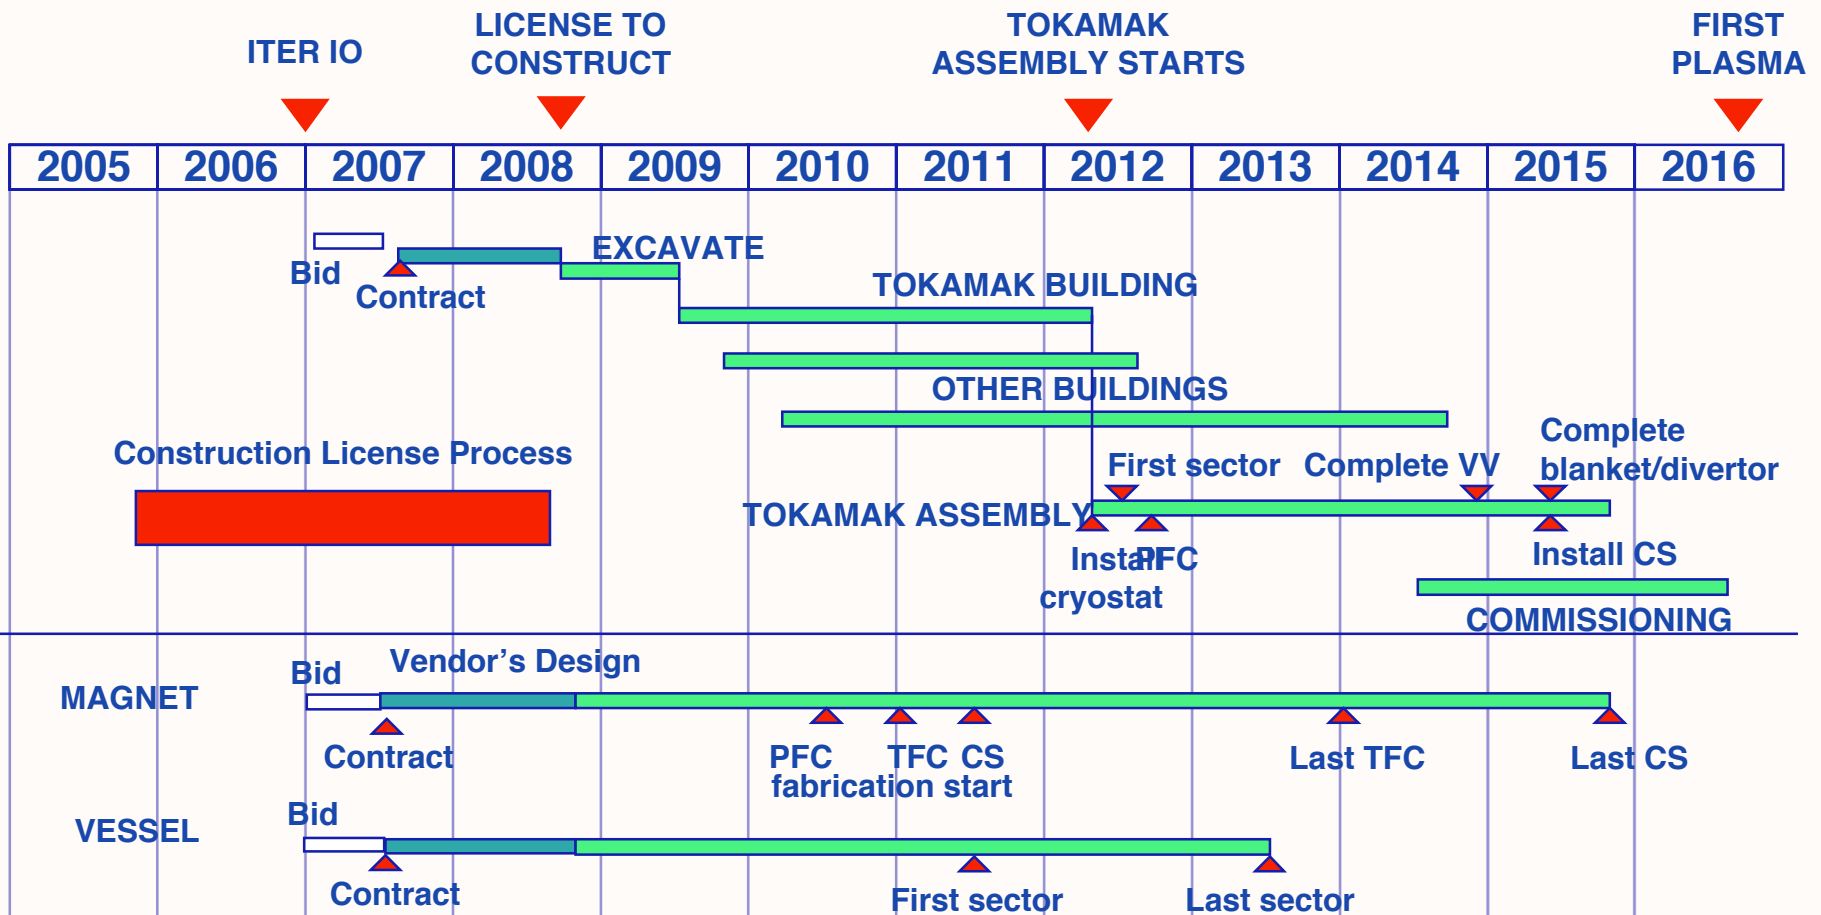 ITER IO
LICENSE TO
CONSTRUCT
TOKAMAK
ASSEMBLY STARTS
FIRST
PLASMA
2005 2006 2007 2008 2009 2010 2011 2012 2013 2014 2015 2016
EXCAVATE
Bid
Contract
TOKAMAK BUILDING
OTHER BUILDINGS
Construction License Process
Complete
blanket/divertor
First sector
Complete VV
TOKAMAK ASSEMBLY
Install
cryostat
PFC
Install CS
COMMISSIONING
MAGNET
Bid
Vendor's Design
Contract
PFC TFC CS
fabrication start
Last TFC
Last CS
VESSEL
Bid
Contract
First sector
Last sector